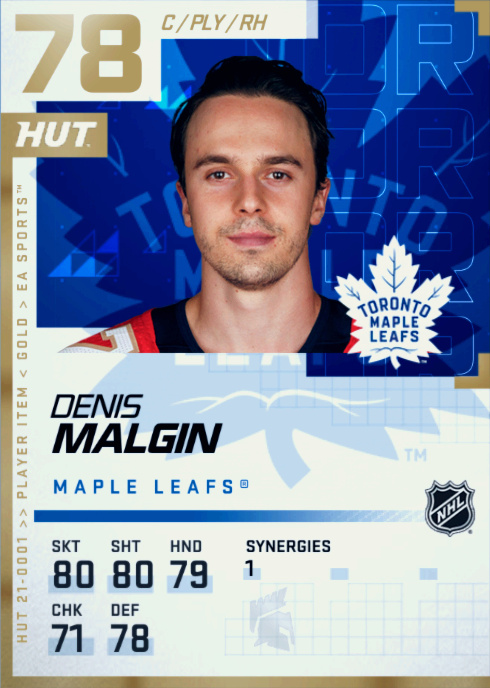 78
C / PLY / RH
HUT
HUT 21-0001 >> PLAYER ITEM < GOLD > EA SPORTS™
TORONTO
MAPLE
LEAFS
DENIS
MALGIN
TM
MAPLE LEAFS®
NHL
SKT SHT HND SYNERGIES
80 80 79 1
CHK DEF
71 78